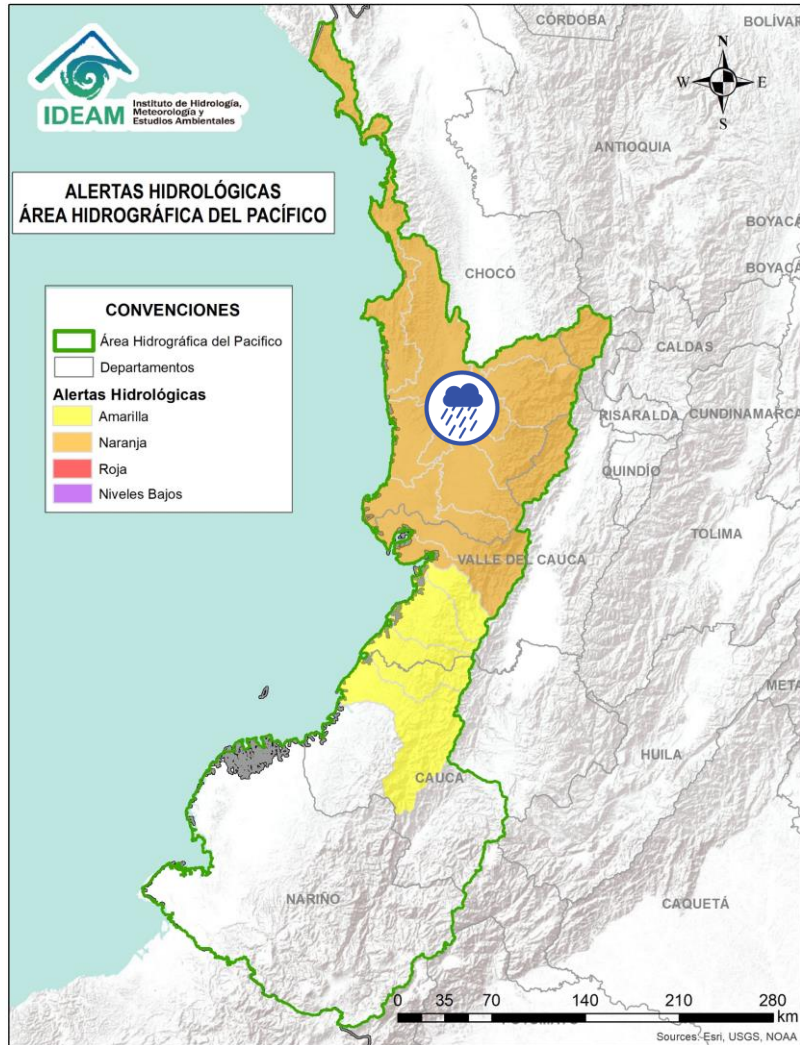 IDEAM
Instituto de Hidrología,
Meteorología y
Estudios Ambientales
ALERTAS HIDROLÓGICAS
ÁREA HIDROGRÁFICA DEL PACÍFICO
CONVENCIONES
Área Hidrográfica del Pacifico
Departamentos
Alertas Hidrológicas
Amarilla
Naranja
Roja
Niveles Bajos
CÓRDOBA
BOLÍVAR
N
W E
S
ANTIOQUIA
BOYACÁ
BOYACÁ
CHOCÓ
CALDAS
RISARALDA
CUNDINAMARCA
QUINDÍO
TOLIMA
VALLE DEL CAUCA
META
HUILA
CAUCA
NARIÑO
CAQUETÁ
0 35 70 140 210 280
km
Sources: Esri, USGS, NOAA